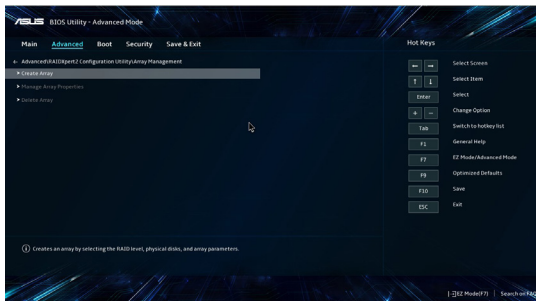 ASUS BIOS Utility - Advanced Mode
Main Advanced Boot Security Save & Exit
Hot Keys
← Advanced\RAIDXpert2 Configuration Utility\Array Management
➤ Create Array
➤ Manage Array Properties
➤ Delete Array
← → Select Screen
↑ ↓ Select Item
Enter Select
+ - Change Option
Tab Switch to hotkey list
F1 General Help
F7 EZ Mode/Advanced Mode
F9 Optimized Defaults
F10 Save
ESC Exit
i Creates an array by selecting the RAID level, physical disks, and array parameters.
EZ Mode(F7) | Search on FAQ